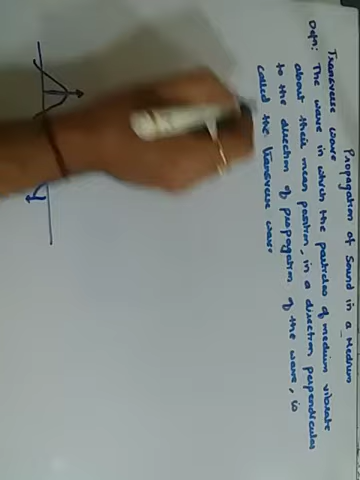 Propagation of Sound in a Medium
Transverse wave
Defn: The wave in which the particles of medium vibrate
about their mean position, in a direction perpendicular
to the direction of propagation of the wave, is
called the Transverse wave